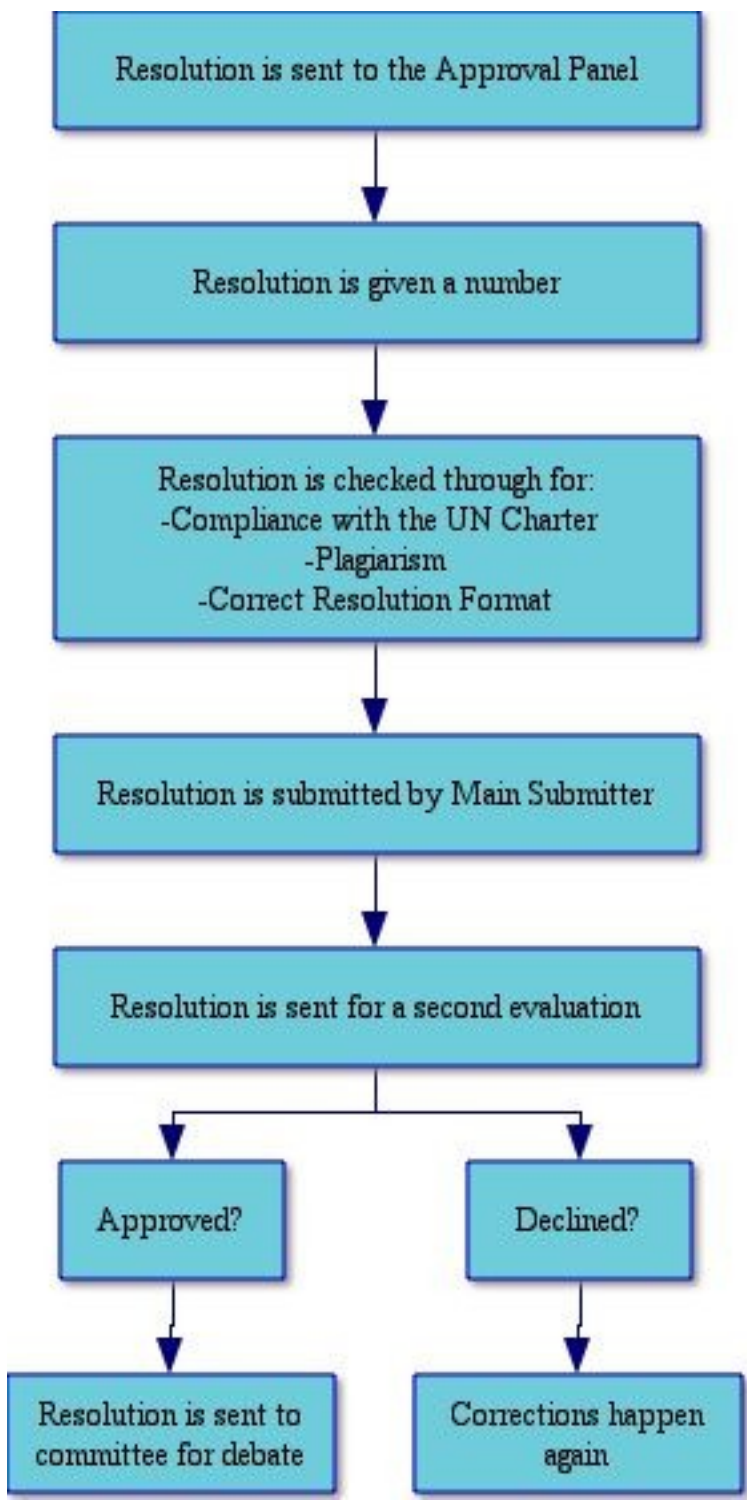 Resolution is sent to the Approval Panel
Resolution is given a number
Resolution is checked through for:
-Compliance with the UN Charter
-Plagiarism
-Correct Resolution Format
Resolution is submitted by Main Submitter
Resolution is sent for a second evaluation
Approved?
Declined?
Resolution is sent to
committee for debate
Corrections happen
again